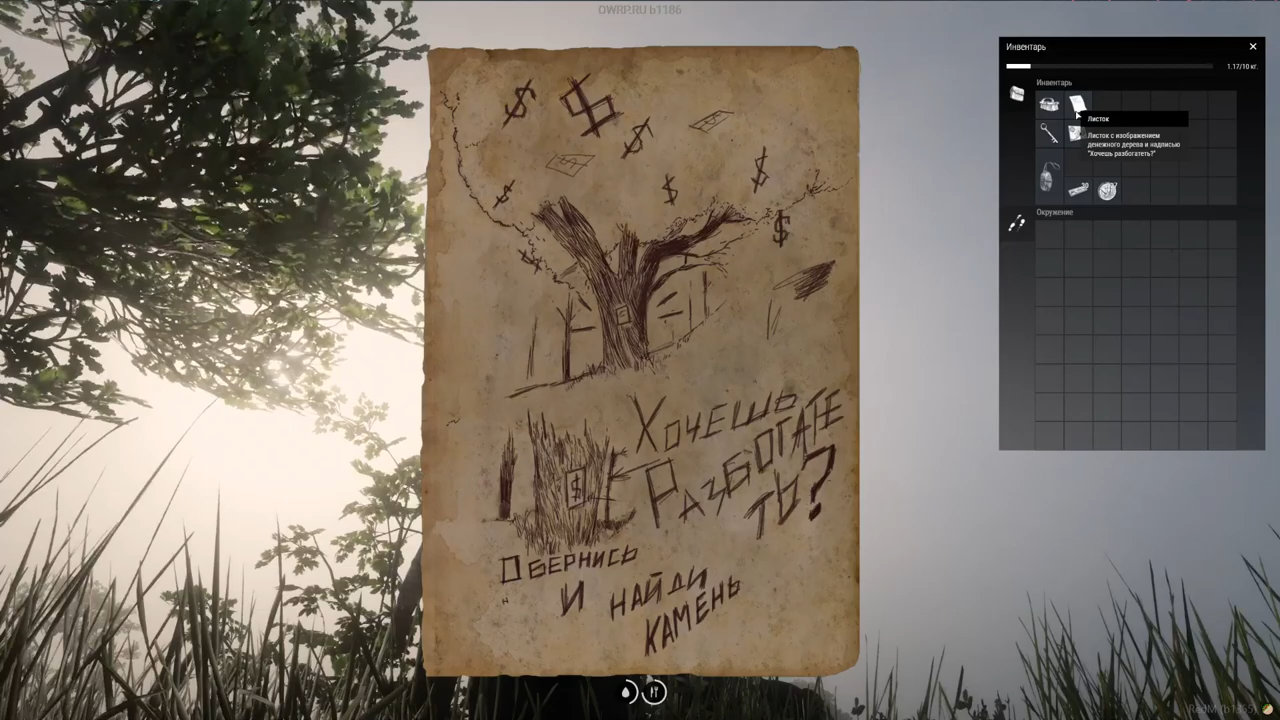 OWRP.RU b1186
Инвентарь
1.17/10 кг.
Инвентарь
Листок
Листок с изображением
денежного дерева и надписью
"Хочешь разбогатеть?"
Окружение
Хочешь
Разбогате
ть?
Обернись
и найди
камень